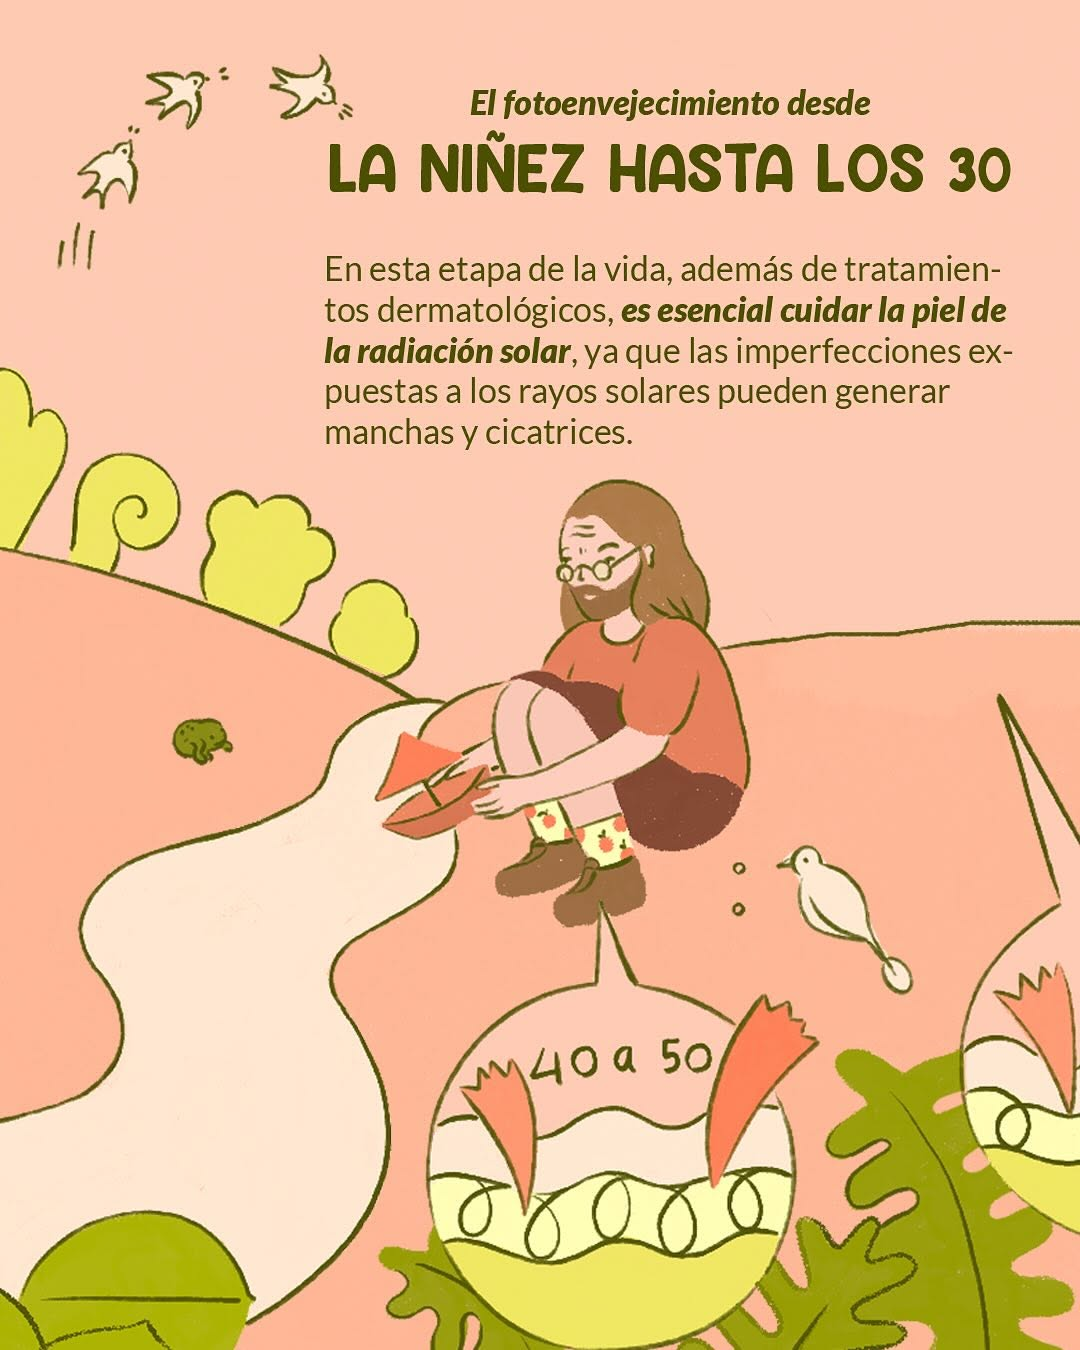 El fotoenvejecimiento desde
LA NIÑEZ HASTA LOS 30
En esta etapa de la vida, además de tratamien-
tos dermatológicos, es esencial cuidar la piel de
la radiación solar, ya que las imperfecciones ex-
puestas a los rayos solares pueden generar
manchas y cicatrices.
40 a 50